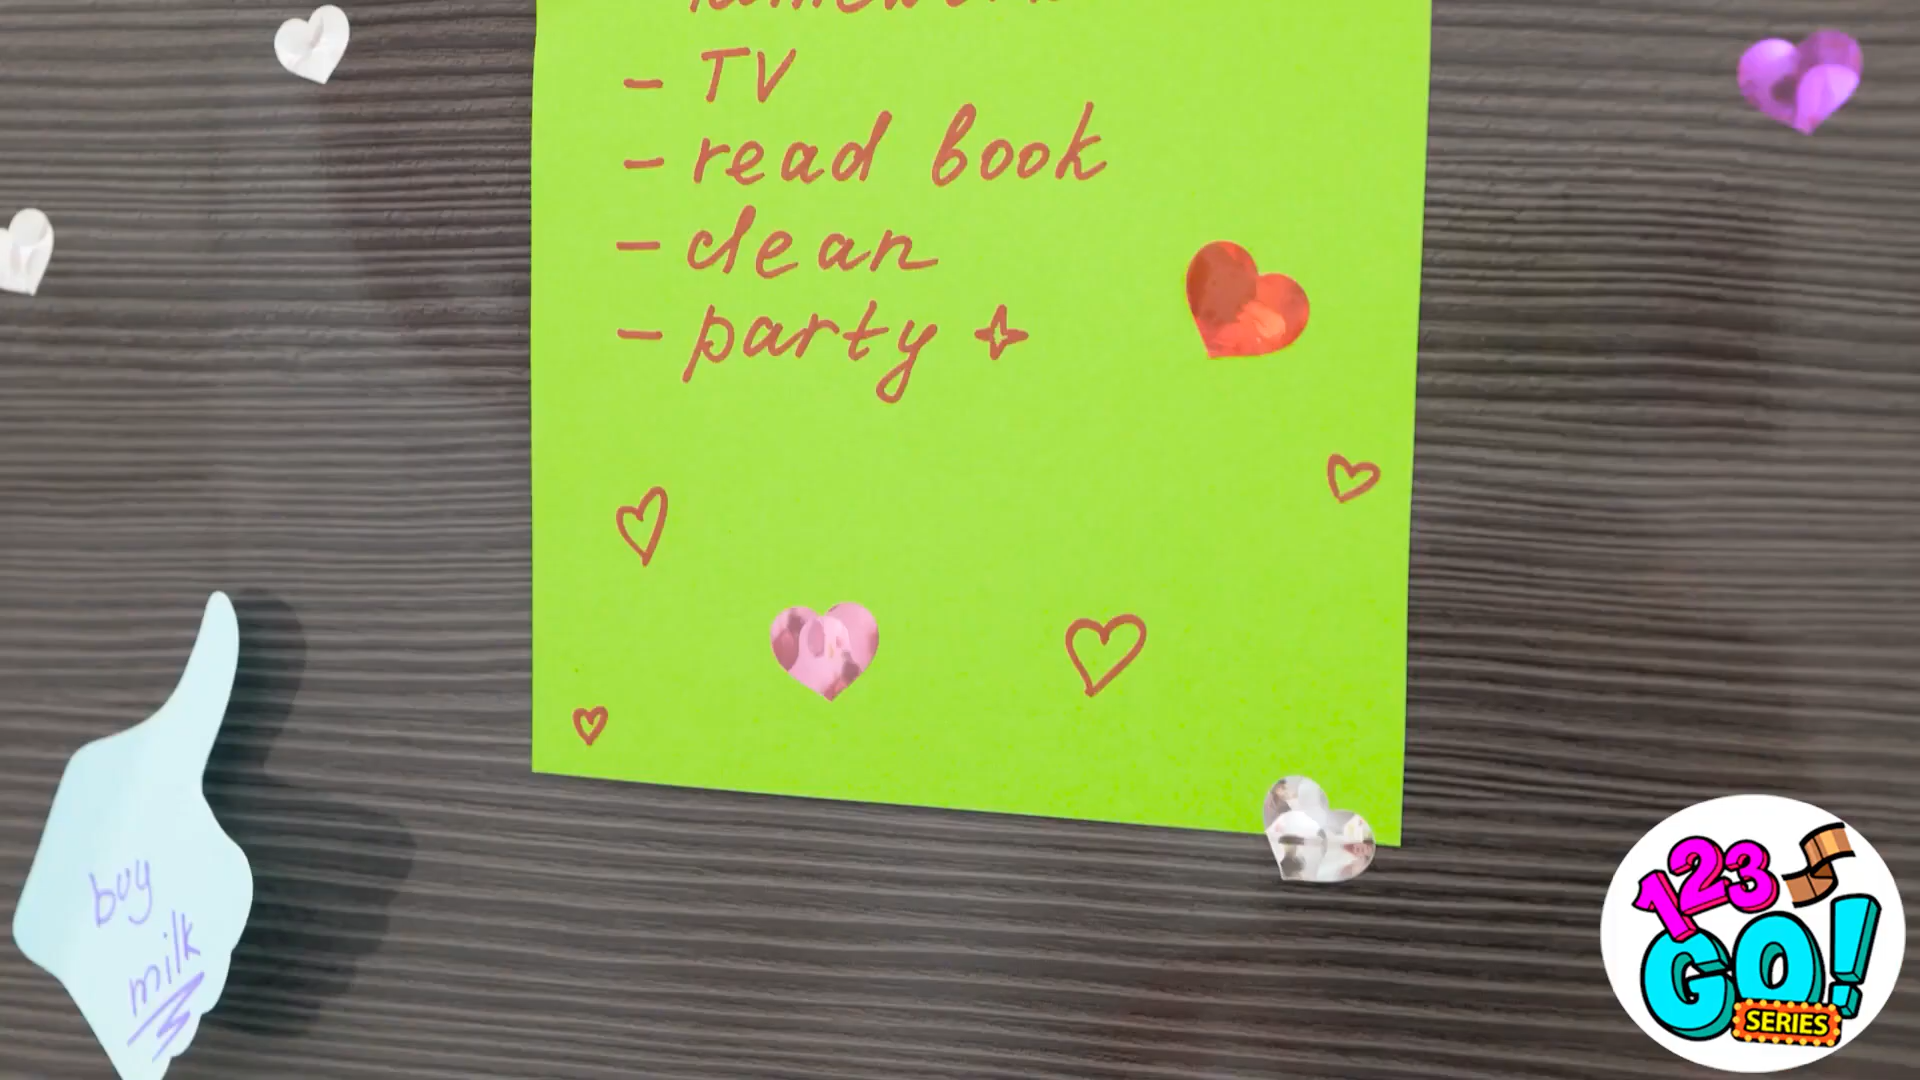 - TV
- read book
- clean
- party
buy
milk
123
GO!
SERIES